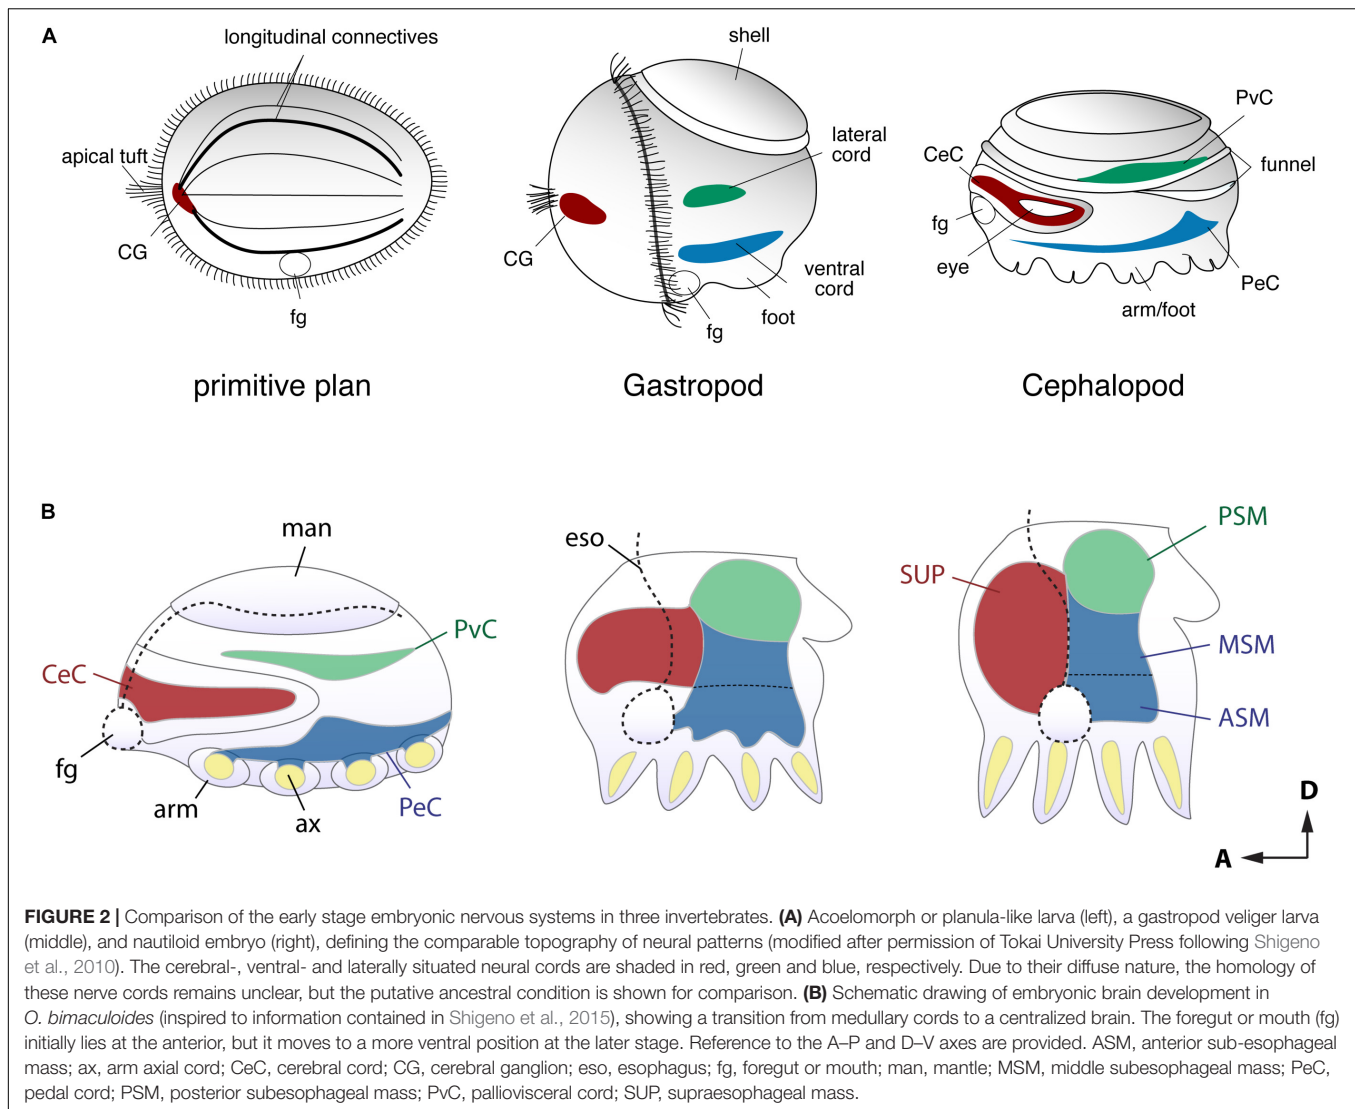 A
longitudinal connectives
apical tuft
CG
fg
primitive plan
shell
lateral
cord
CG
ventral
cord
foot
fg
Gastropod
PvC
CeC
funnel
fg
eye
PeC
arm/foot
Cephalopod
B
man
PvC
CeC
fg
arm
ax
PeC
eso
PSM
SUP
MSM
ASM
D
A
FIGURE 2 | Comparison of the early stage embryonic nervous systems in three invertebrates. (A) Acoelomorph or planula-like larva (left), a gastropod veliger larva
(middle), and nautiloid embryo (right), defining the comparable topography of neural patterns (modified after permission of Tokai University Press following Shigeno
et al., 2010). The cerebral-, ventral- and laterally situated neural cords are shaded in red, green and blue, respectively. Due to their diffuse nature, the homology of
these nerve cords remains unclear, but the putative ancestral condition is shown for comparison. (B) Schematic drawing of embryonic brain development in
O. bimaculoides (inspired to information contained in Shigeno et al., 2015), showing a transition from medullary cords to a centralized brain. The foregut or mouth (fg)
initially lies at the anterior, but it moves to a more ventral position at the later stage. Reference to the A–P and D–V axes are provided. ASM, anterior sub-esophageal
mass; ax, arm axial cord; CeC, cerebral cord; CG, cerebral ganglion; eso, esophagus; fg, foregut or mouth; man, mantle; MSM, middle subesophageal mass; PeC,
pedal cord; PSM, posterior subesophageal mass; PvC, palliovisceral cord; SUP, supraesophageal mass.